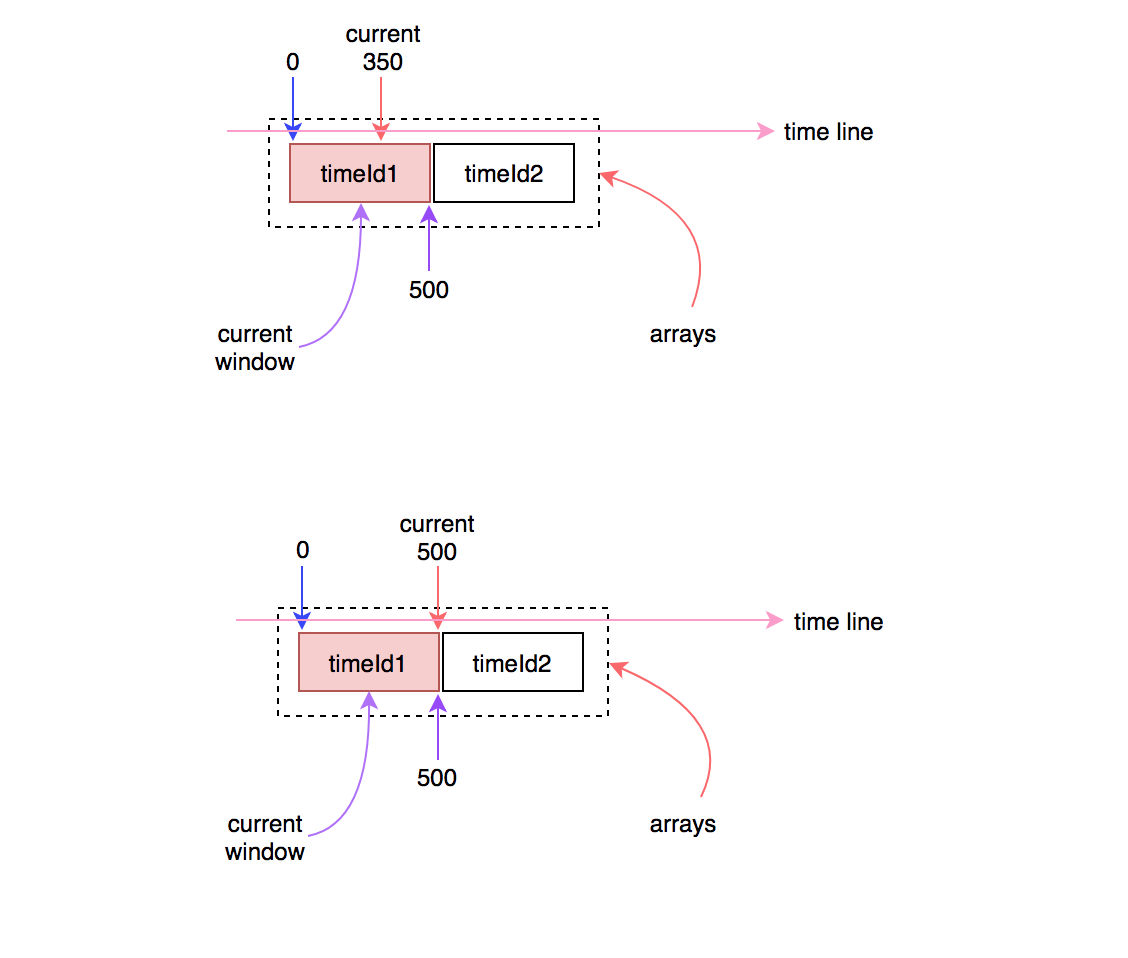 current
0
350
time line
timeId1
timeId2
500
current
window
arrays
current
0
500
time line
timeId1
timeId2
500
current
window
arrays